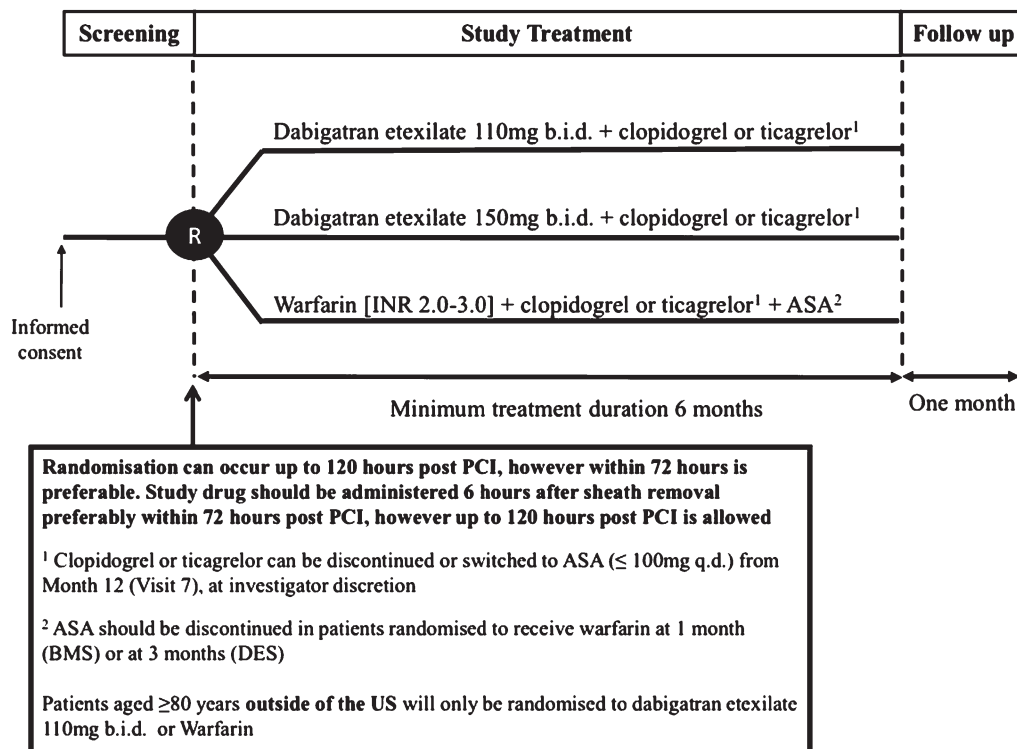 Screening Study Treatment Follow up
Dabigatran etexilate 110mg b.i.d. + clopidogrel or ticagrelor¹
R
Dabigatran etexilate 150mg b.i.d. + clopidogrel or ticagrelor¹
Warfarin [INR 2.0-3.0] + clopidogrel or ticagrelor¹ + ASA²
Informed
consent
Minimum treatment duration 6 months
One month
Randomisation can occur up to 120 hours post PCI, however within 72 hours is
preferable. Study drug should be administered 6 hours after sheath removal
preferably within 72 hours post PCI, however up to 120 hours post PCI is allowed
¹ Clopidogrel or ticagrelor can be discontinued or switched to ASA (≤ 100mg q.d.) from
Month 12 (Visit 7), at investigator discretion
² ASA should be discontinued in patients randomised to receive warfarin at 1 month
(BMS) or at 3 months (DES)
Patients aged ≥80 years outside of the US will only be randomised to dabigatran etexilate
110mg b.i.d. or Warfarin